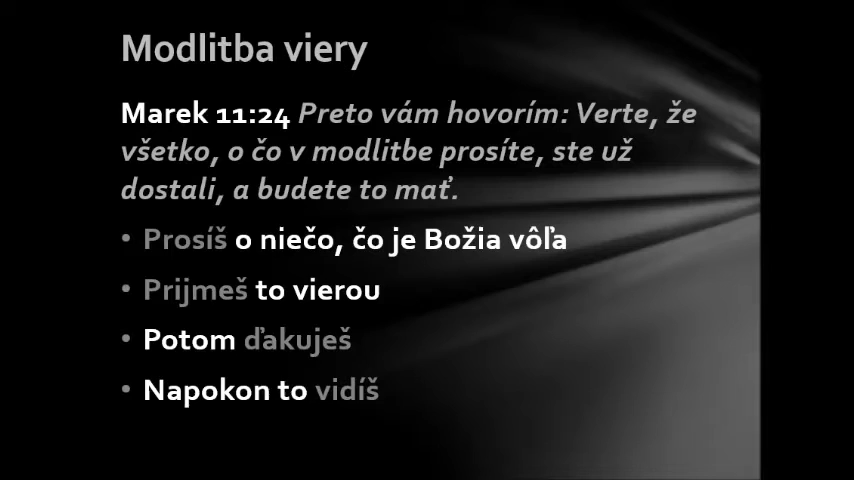 Modlitba viery
Marek 11:24 Preto vám hovorím: Verte, že
všetko, o čo v modlitbe prosíte, ste už
dostali, a budete to mať.
• Prosíš o niečo, čo je Božia vôľa
• Prijmeš to vierou
• Potom ďakuješ
• Napokon to vidíš